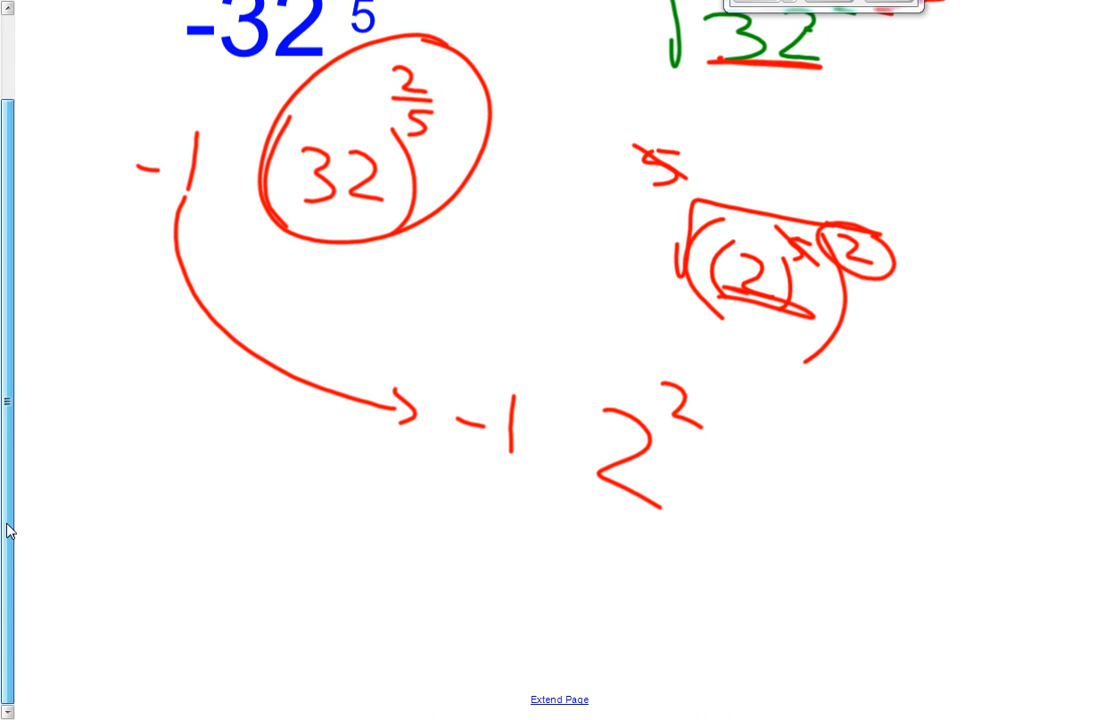 -32 5
32
-1 (32) 2/5
5
((2) 5) 2
-1 2 2
Extend Page